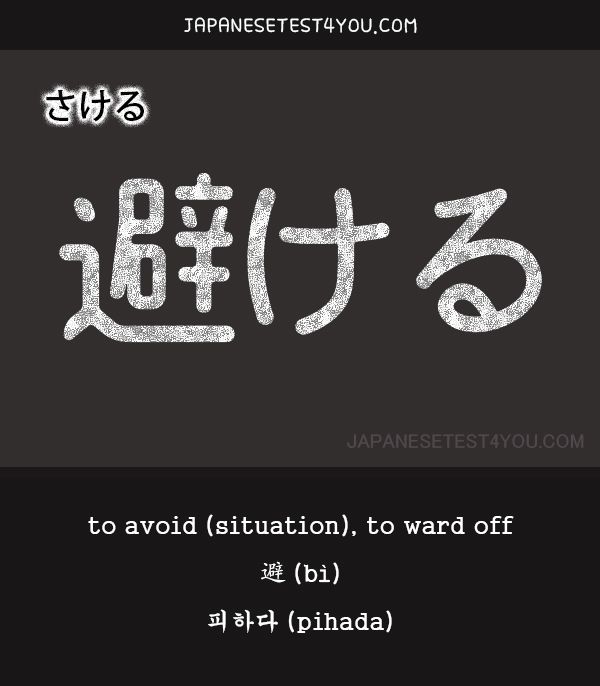 JAPANESETEST4YOU.COM
さける
避ける
JAPANESETEST4YOU.COM
to avoid (situation), to ward off
避 (bì)
피하다 (pihada)